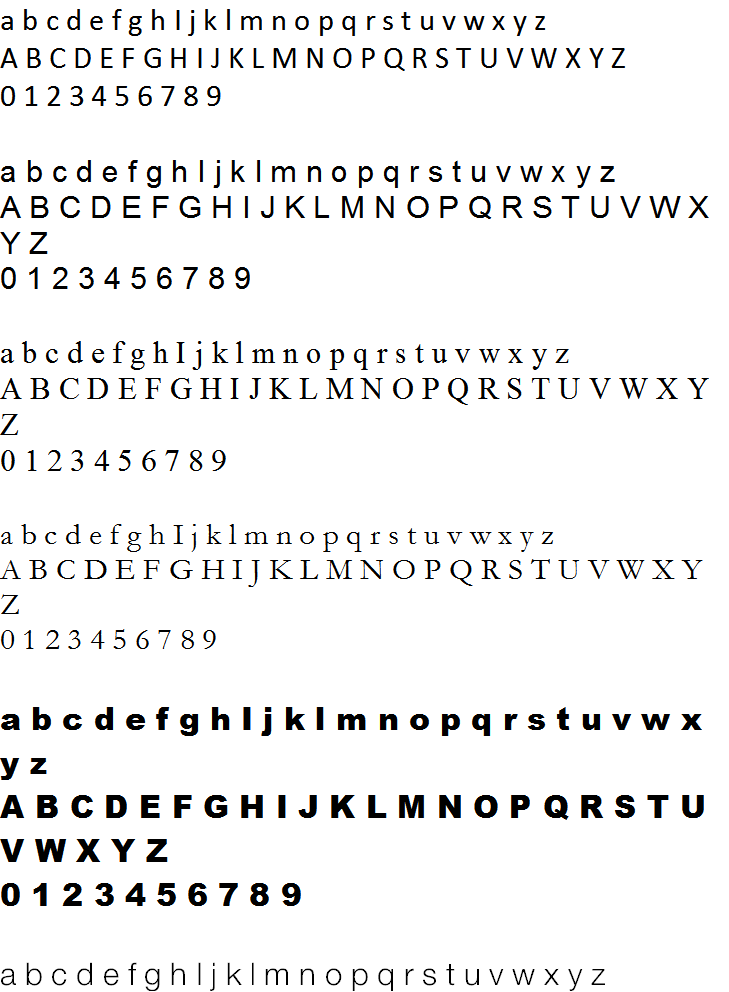 a b c d e f g h I j k l m n o p q r s t u v w x y z
A B C D E F G H I J K L M N O P Q R S T U V W X Y Z
0 1 2 3 4 5 6 7 8 9
a b c d e f g h I j k l m n o p q r s t u v w x y z
A B C D E F G H I J K L M N O P Q R S T U V W X
Y Z
0 1 2 3 4 5 6 7 8 9
a b c d e f g h I j k l m n o p q r s t u v w x y z
A B C D E F G H I J K L M N O P Q R S T U V W X Y
Z
0 1 2 3 4 5 6 7 8 9
a b c d e f g h I j k l m n o p q r s t u v w x y z
A B C D E F G H I J K L M N O P Q R S T U V W X Y
Z
0 1 2 3 4 5 6 7 8 9
a b c d e f g h I j k l m n o p q r s t u v w x
y z
A B C D E F G H I J K L M N O P Q R S T U
V W X Y Z
0 1 2 3 4 5 6 7 8 9
a b c d e f g h I j k l m n o p q r s t u v w x y z